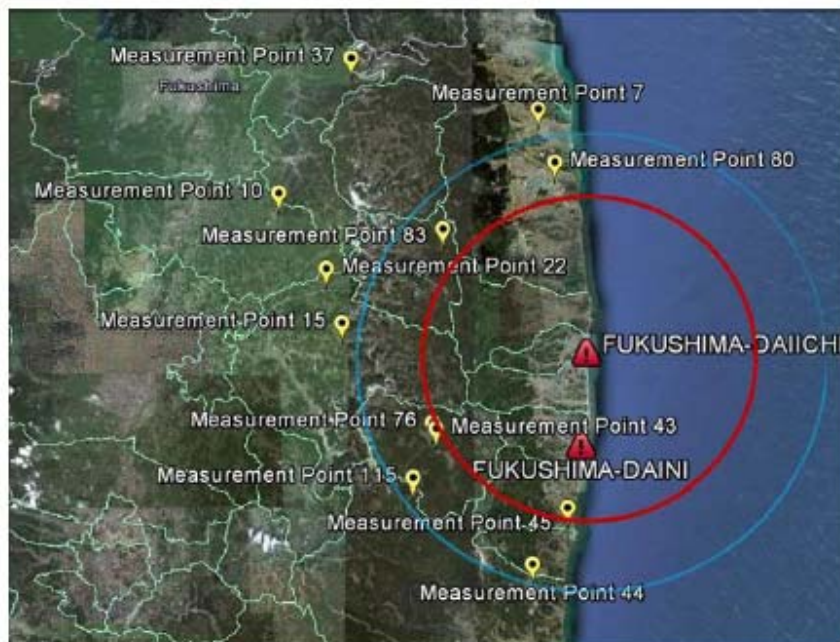 Measurement Point 37
Fukushima
Measurement Point 7
Measurement Point 80
Measurement Point 10
Measurement Point 83
Measurement Point 22
Measurement Point 15
FUKUSHIMA-DAIICHI
Measurement Point 76
Measurement Point 43
FUKUSHIMA-DAINI
Measurement Point 115
Measurement Point 45
Measurement Point 44